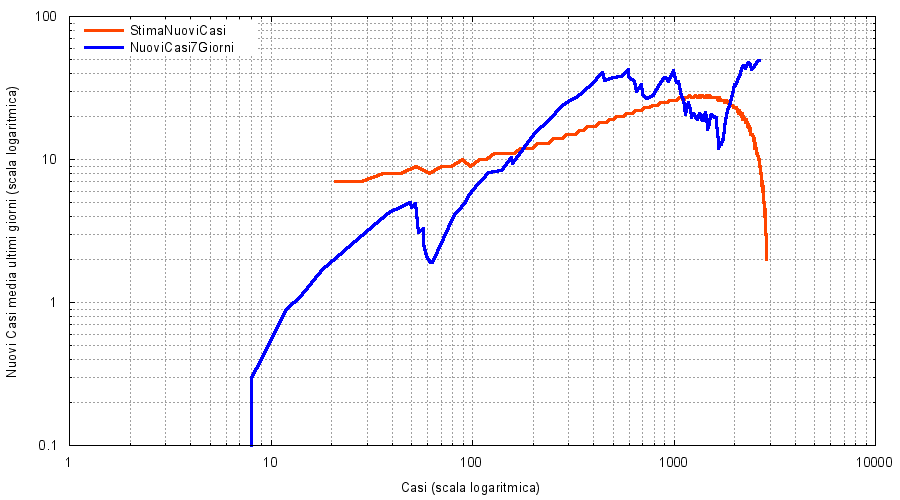 100
StimaNuoviCasi
NuoviCasi7Giorni
10
1
0.1
Nuovi Casi media ultimi giorni (scala logaritmica)
1
10
100
1000
10000
Casi (scala logaritmica)